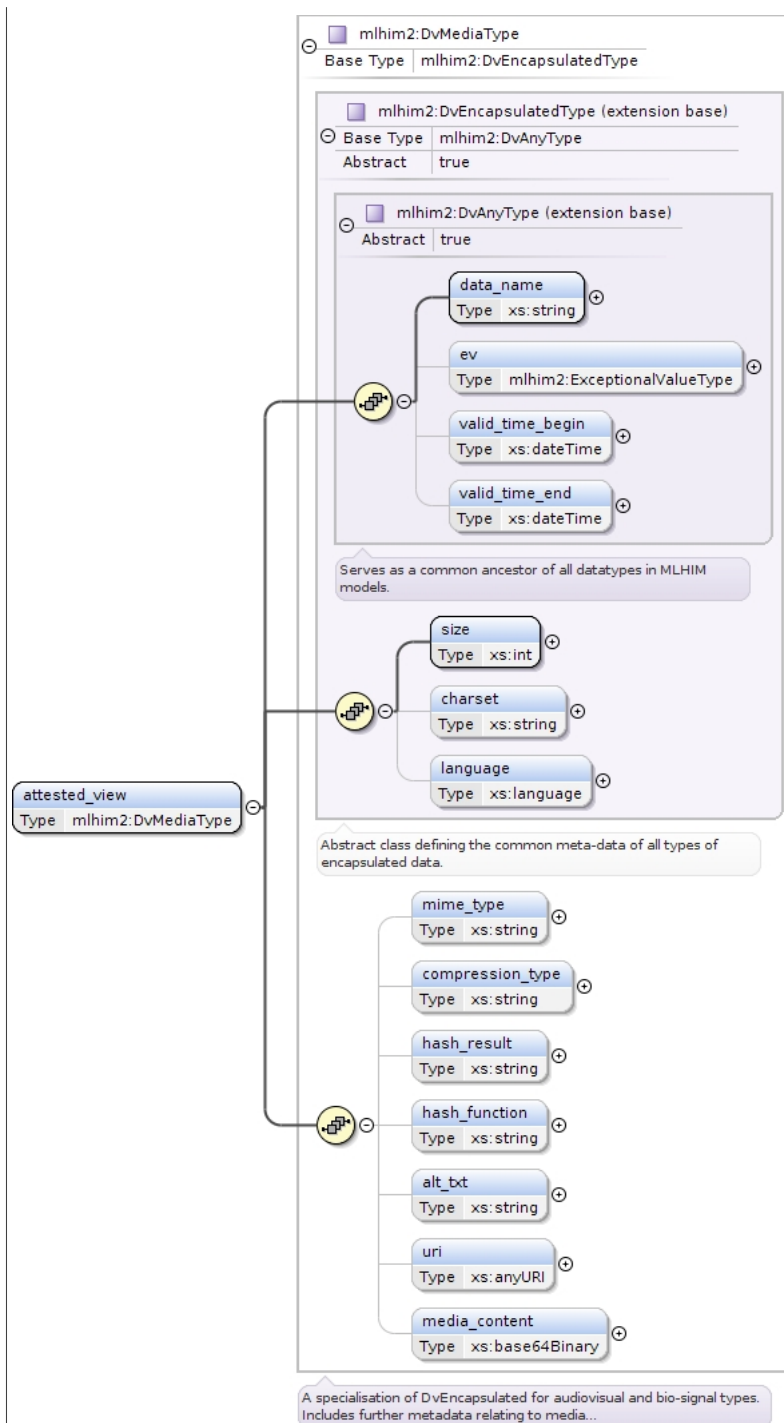 mlhim2:DvMediaType
Base Type mlhim2:DvEncapsulatedType
mlhim2:DvEncapsulatedType (extension base)
Base Type mlhim2:DvAnyType
Abstract true
mlhim2:DvAnyType (extension base)
Abstract true
data_name
Type xs:string
ev
Type mlhim2:ExceptionalValueType
valid_time_begin
Type xs:dateTime
valid_time_end
Type xs:dateTime
Serves as a common ancestor of all datatypes in MLHIM
models.
size
Type xs:int
charset
Type xs:string
language
Type xs:language
attested_view
Type mlhim2:DvMediaType
Abstract class defining the common meta-data of all types of
encapsulated data.
mime_type
Type xs:string
compression_type
Type xs:string
hash_result
Type xs:string
hash_function
Type xs:string
alt_txt
Type xs:string
uri
Type xs:anyURI
media_content
Type xs:base64Binary
A specialisation of DvEncapsulated for audiovisual and bio-signal types.
Includes further metadata relating to media...